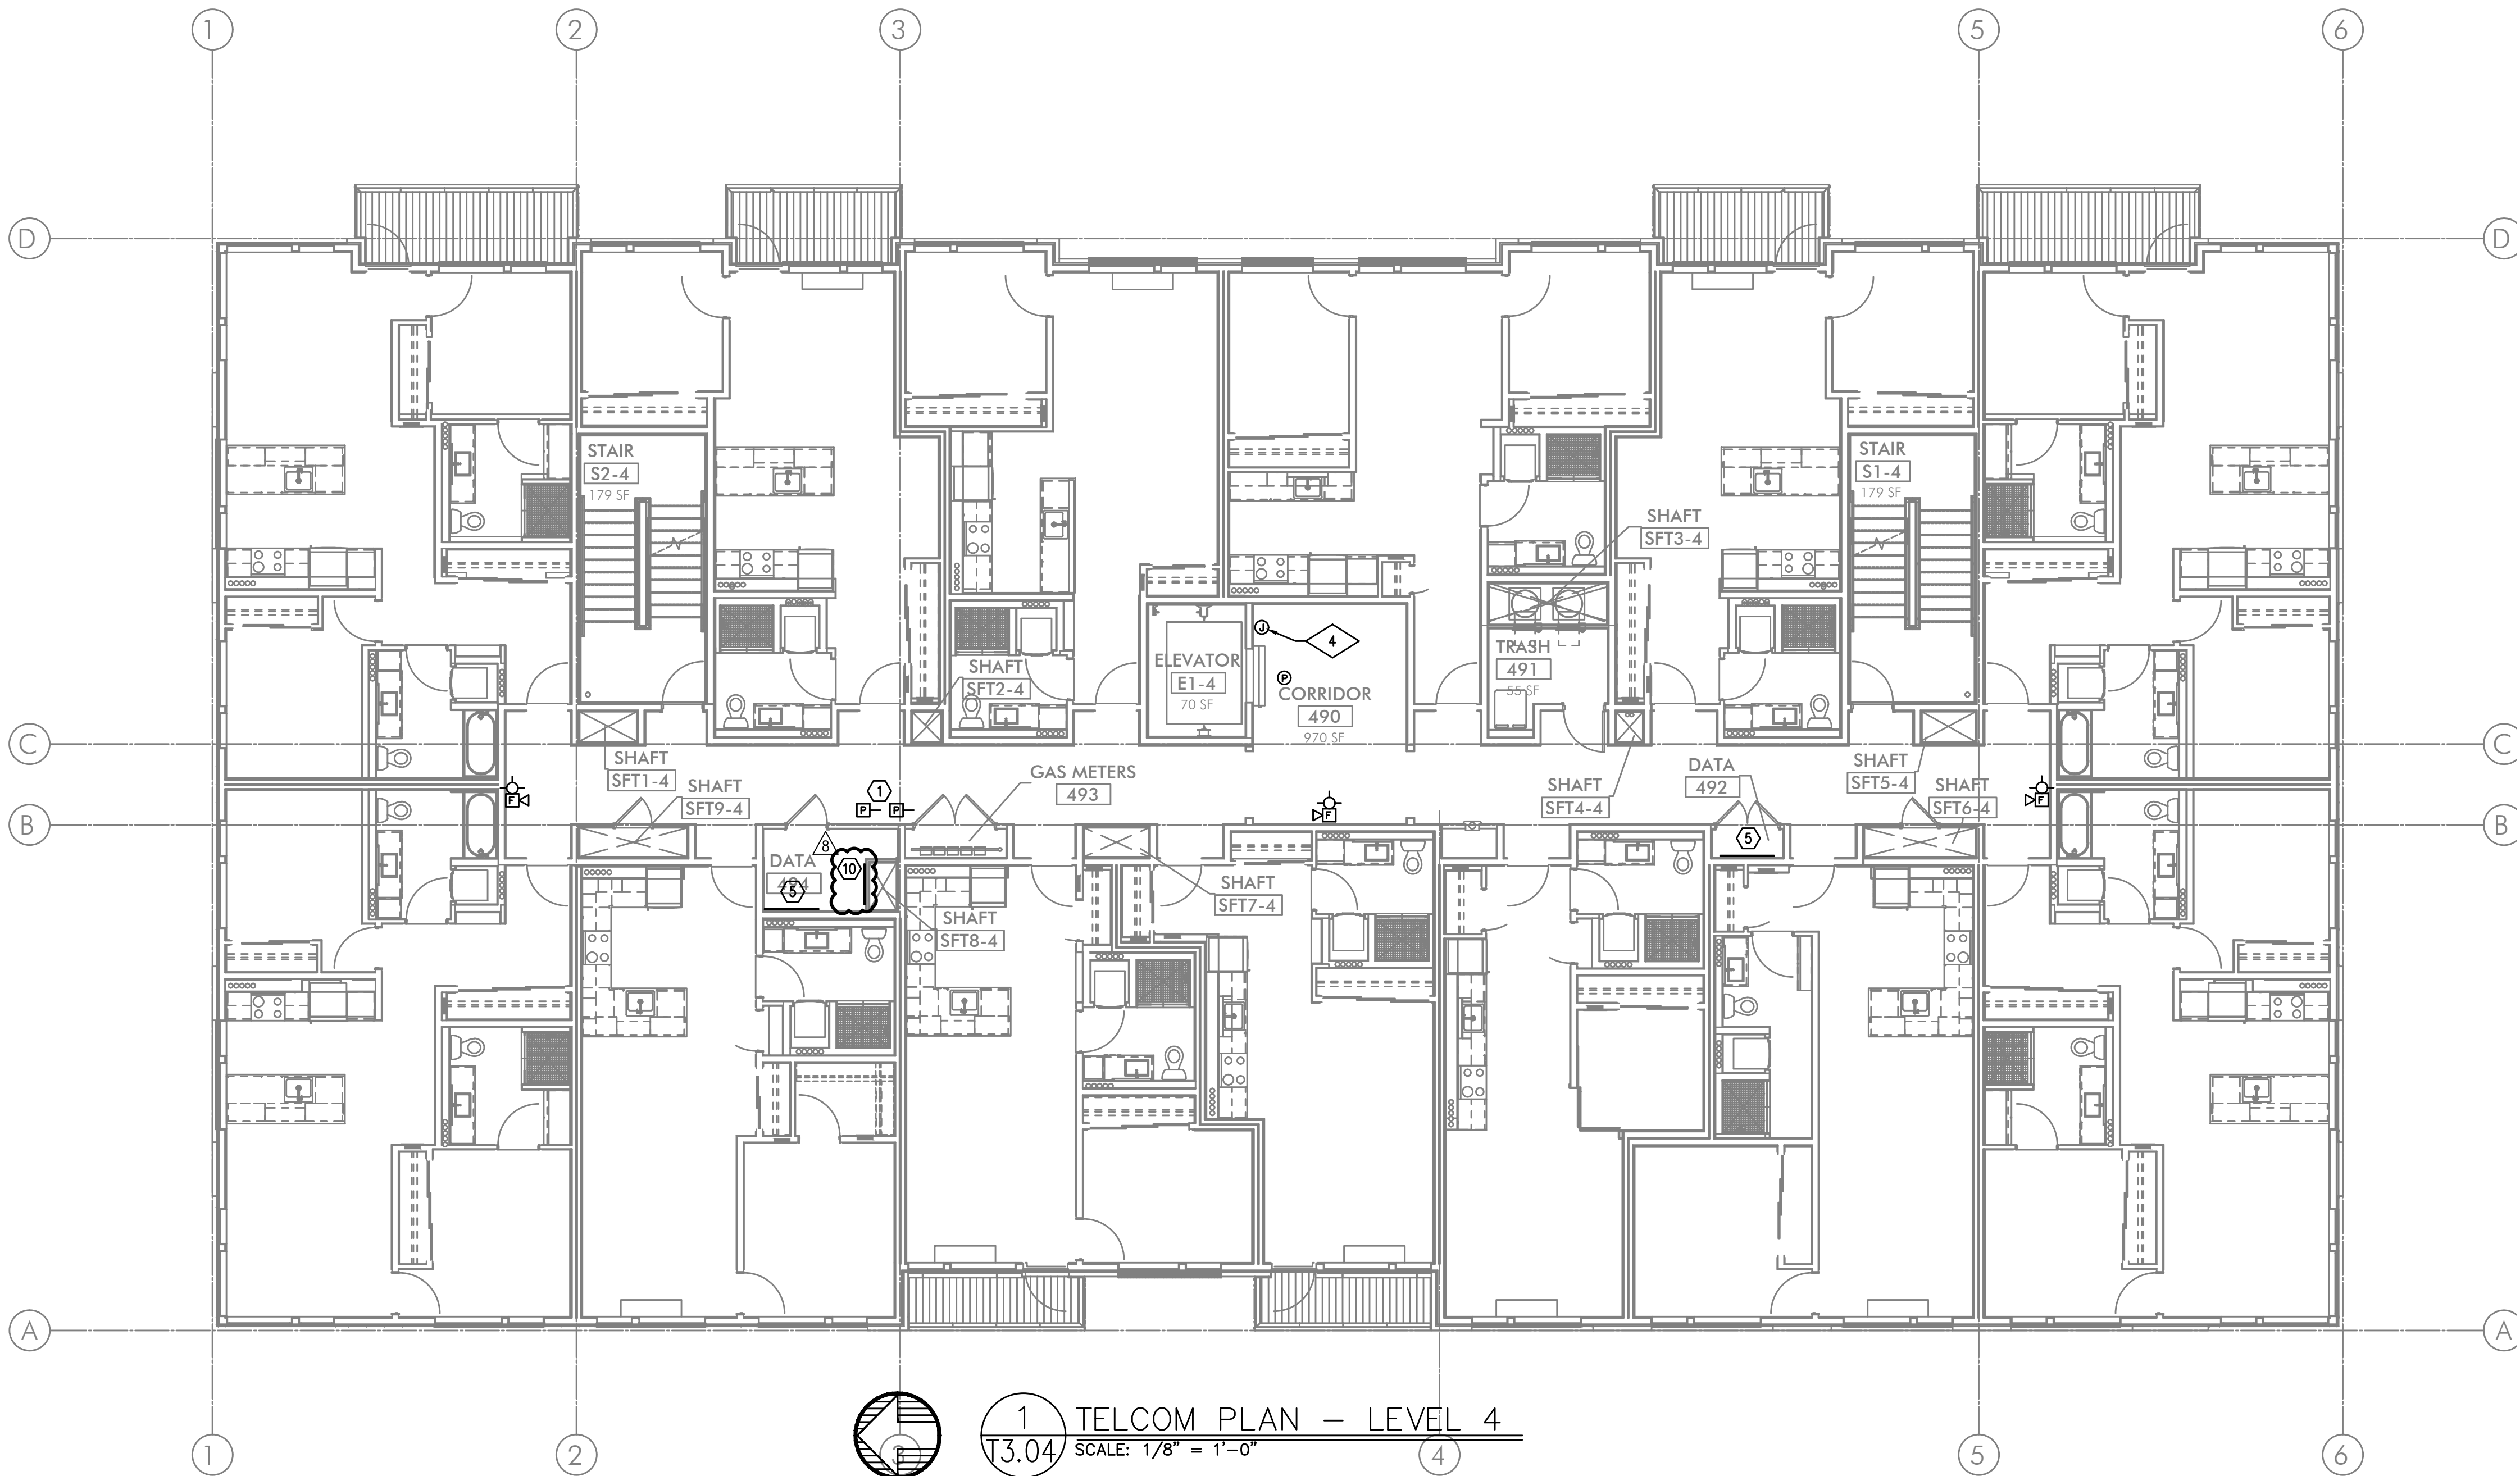 1
2
3
5
6
D
D
STAIR
S2-4
179 SF
STAIR
S1-4
179 SF
SHAFT
SFT3-4
J
4
ELEVATOR
E1-4
70 SF
P
CORRIDOR
490
970 SF
TRASH
491
55 SF
SHAFT
SFT2-4
C
C
SHAFT
SFT1-4
SHAFT
SFT9-4
GAS METERS
493
SHAFT
SFT4-4
DATA
492
SHAFT
SFT5-4
SHAFT
SFT6-4
F
1
P
P
F
F
B
B
8
DATA
494
5
10
5
SHAFT
SFT8-4
SHAFT
SFT7-4
A
A
1
T3.04
TELCOM PLAN – LEVEL 4
SCALE: 1/8" = 1'-0"
1
2
3
4
5
6